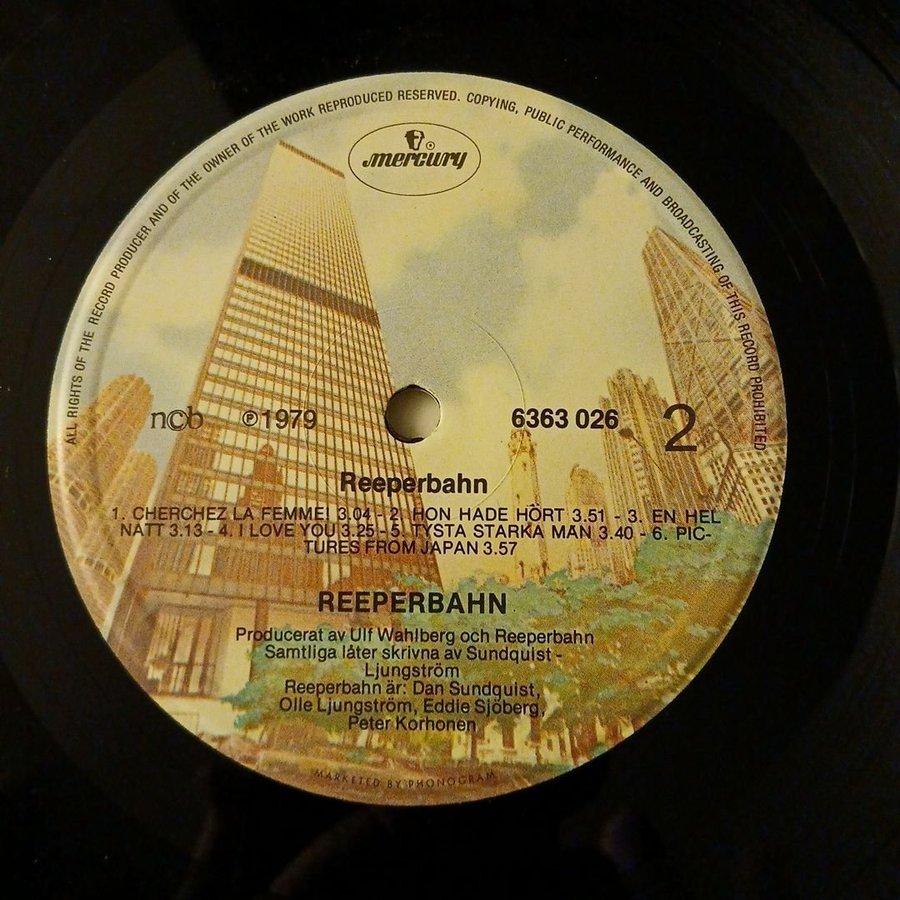 ALL RIGHTS OF THE RECORD PRODUCER AND OF THE OWNER OF THE WORK REPRODUCED RESERVED. COPYING, PUBLIC PERFORMANCE AND BROADCASTING OF THIS RECORD PROHIBITED
mercury
n©b ℗1979 6363 026 2
Reeperbahn
1. CHERCHEZ LA FEMME! 3.04 - 2. HON HADE HÖRT 3.51 - 3. EN HEL
NATT 3.13 - 4. I LOVE YOU 3.25 - 5. TYSTA STARKA MÄN 3.40 - 6. PIC-
TURES FROM JAPAN 3.57
REEPERBAHN
Producerat av Ulf Wahlberg och Reeperbahn
Samtliga låter skrivna av Sundquist -
Ljungström
Reeperbahn är: Dan Sundquist,
Olle Ljungström, Eddie Sjöberg,
Peter Korhonen
MARKETED BY PHONOGRAM